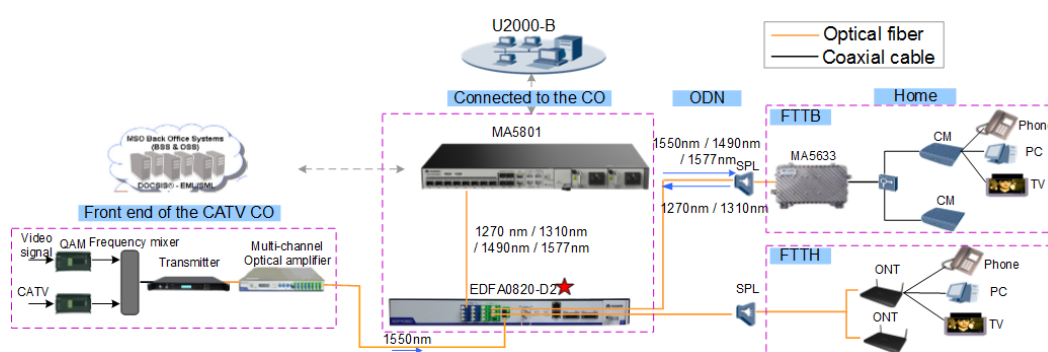 U2000-B
Optical fiber
Coaxial cable
Connected to the CO
ODN
Home
MA5801
FTTB
Phone
CM
PC
TV
MA5633
CM
1550nm / 1490nm
/ 1577nm
SPL
1270nm / 1310nm
MSO Back Office Systems
(BSS & OSS)
DOCSIS® - EML/SML
Front end of the CATV CO
Video
signal
QAM
Frequency mixer
Transmitter
Multi-channel
Optical amplifier
CATV
1270 nm / 1310nm
/ 1490nm / 1577nm
EDFA0820-D2
1550nm
SPL
FTTH
ONT
Phone
PC
ONT
TV